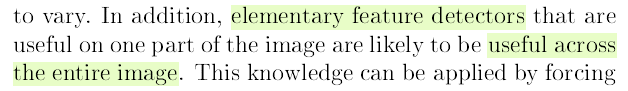 to vary. In addition, elementary feature detectors that are
useful on one part of the image are likely to be useful across
the entire image. This knowledge can be applied by forcing